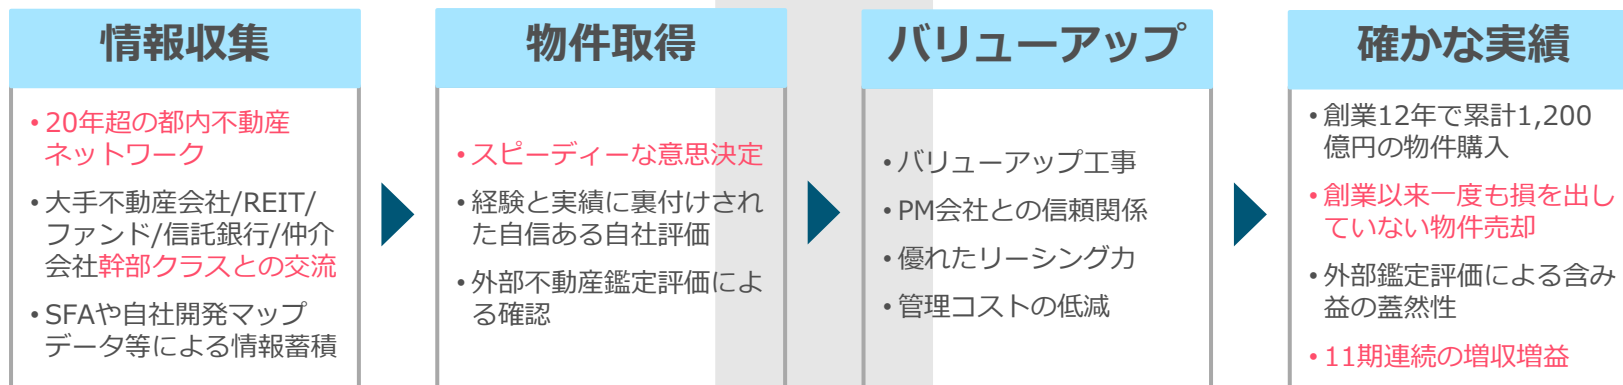 情報収集
• 20年超の都内不動産
ネットワーク
• 大手不動産会社/REIT/
ファンド/信託銀行/仲介
会社幹部クラスとの交流
• SFAや自社開発マップ
データ等による情報蓄積
物件取得
• スピーディーな意思決定
• 経験と実績に裏付けされ
た自信ある自社評価
• 外部不動産鑑定評価によ
る確認
バリューアップ
• バリューアップ工事
• PM会社との信頼関係
• 優れたリーシング力
• 管理コストの低減
確かな実績
• 創業12年で累計1,200
億円の物件購入
• 創業以来一度も損を出し
ていない物件売却
• 外部鑑定評価による含み
益の蓋然性
• 11期連続の増収増益